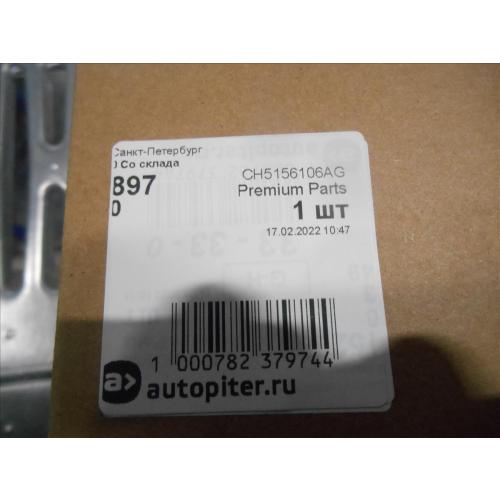 Санкт-Петербург
0 Со склада
897
0
CH5156106AG
Premium Parts
1 шт
17.02.2022 10:47
1 000782 379744
a>
autopiter.ru